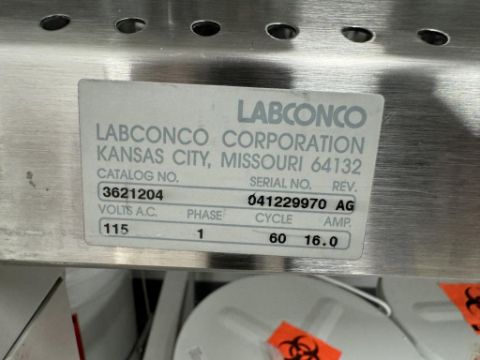 LABCONCO
LABCONCO CORPORATION
KANSAS CITY, MISSOURI 64132
CATALOG NO. SERIAL NO. REV.
3621204 041229970 AG
VOLTS A.C. PHASE CYCLE AMP.
115 1 60 16.0